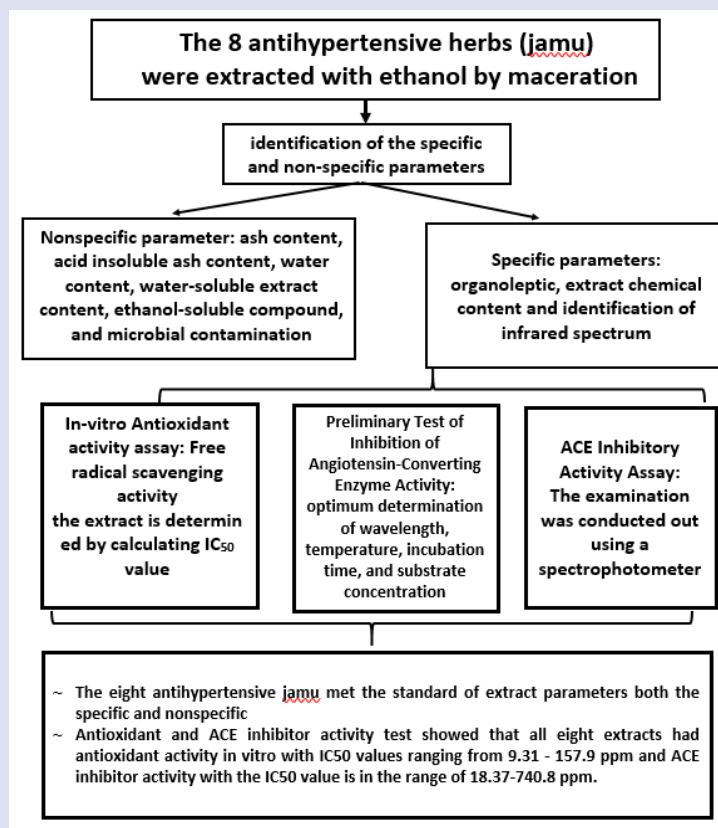 The 8 antihypertensive herbs (jamu)
were extracted with ethanol by maceration
identification of the specific
and non-specific parameters
Nonspecific parameter: ash content,
acid insoluble ash content, water
content, water-soluble extract
content, ethanol-soluble compound,
and microbial contamination
Specific parameters:
organoleptic, extract chemical
content and identification of
infrared spectrum
In-vitro Antioxidant
activity assay: Free
radical scavenging
activity
the extract is determin
ed by calculating IC₅₀
value
Preliminary Test of
Inhibition of
Angiotensin-Converting
Enzyme Activity:
optimum determination
of wavelength,
temperature, incubation
time, and substrate
concentration
ACE Inhibitory
Activity Assay:
The examination
was conducted out
using a
spectrophotometer
~ The eight antihypertensive jamu met the standard of extract parameters both the
specific and nonspecific
~ Antioxidant and ACE inhibitor activity test showed that all eight extracts had
antioxidant activity in vitro with IC50 values ranging from 9.31 - 157.9 ppm and ACE
inhibitor activity with the IC50 value is in the range of 18.37-740.8 ppm.